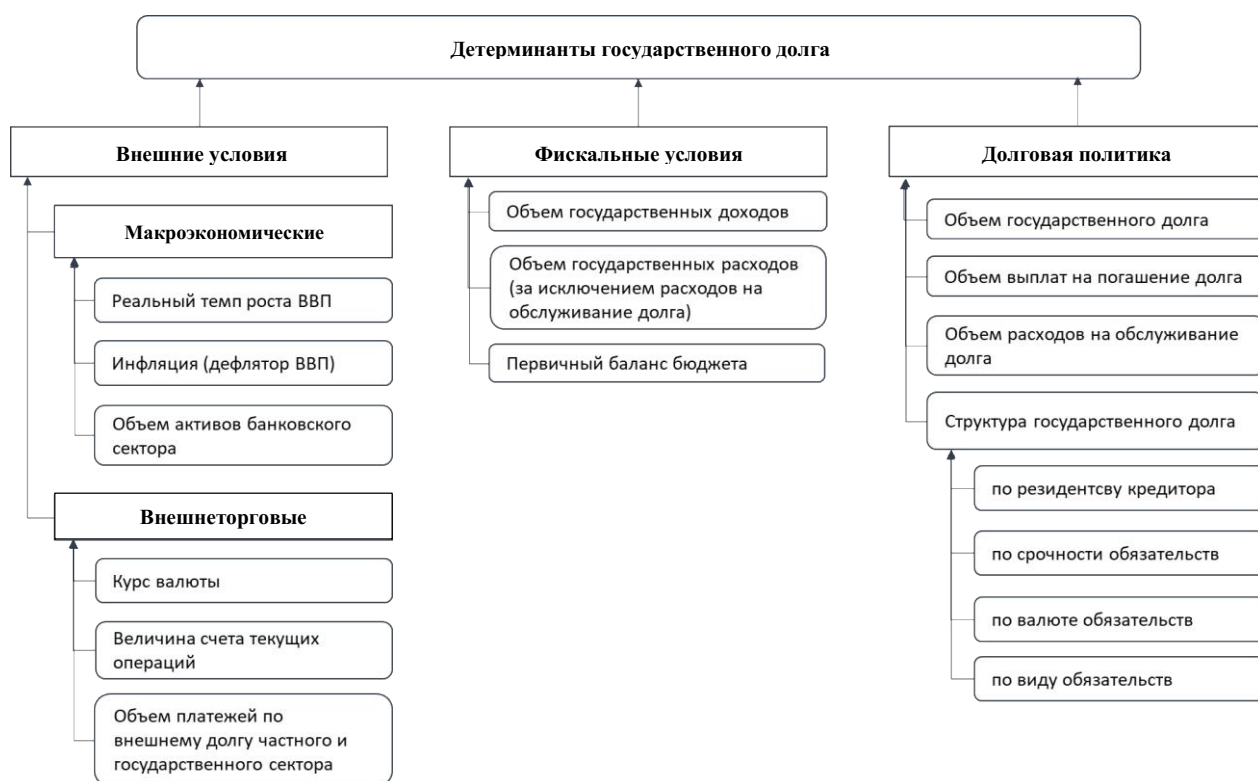 Детерминанты государственного долга
Внешние условия
Макроэкономические
Реальный темп роста ВВП
Инфляция (дефлятор ВВП)
Объем активов банковского
сектора
Внешнеторговые
Курс валюты
Величина счета текущих
операций
Объем платежей по
внешнему долгу частного и
государственного сектора
Фискальные условия
Объем государственных доходов
Объем государственных расходов
(за исключением расходов на
обслуживание долга)
Первичный баланс бюджета
Долговая политика
Объем государственного долга
Объем выплат на погашение долга
Объем расходов на обслуживание
долга
Структура государственного долга
по резидентсву кредитора
по срочности обязательств
по валюте обязательств
по виду обязательств